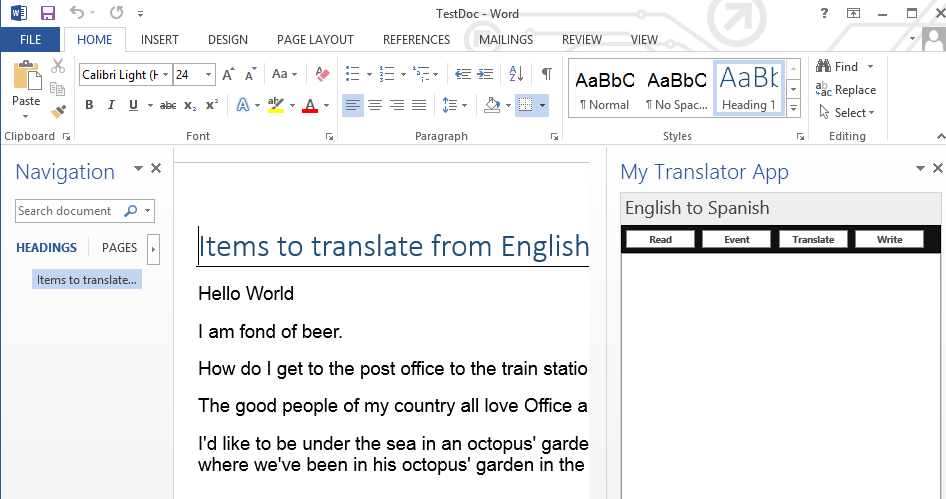 TestDoc - Word
?
FILE HOME INSERT DESIGN PAGE LAYOUT REFERENCES MAILINGS REVIEW VIEW
Paste
Calibri Light (H 24 Aa
B I U abc x2 x2 A ab A
AZ ¶
AaBbC AaBbC AaBb
¶ Normal ¶ No Spac... Heading 1
Find
Replace
Select
Clipboard Font Paragraph Styles Editing
Navigation
Search document
HEADINGS PAGES
Items to translate...
Items to translate from English
Hello World
I am fond of beer.
How do I get to the post office to the train statio
The good people of my country all love Office a
I'd like to be under the sea in an octopus' garde
where we've been in his octopus' garden in the
My Translator App
English to Spanish
Read Event Translate Write